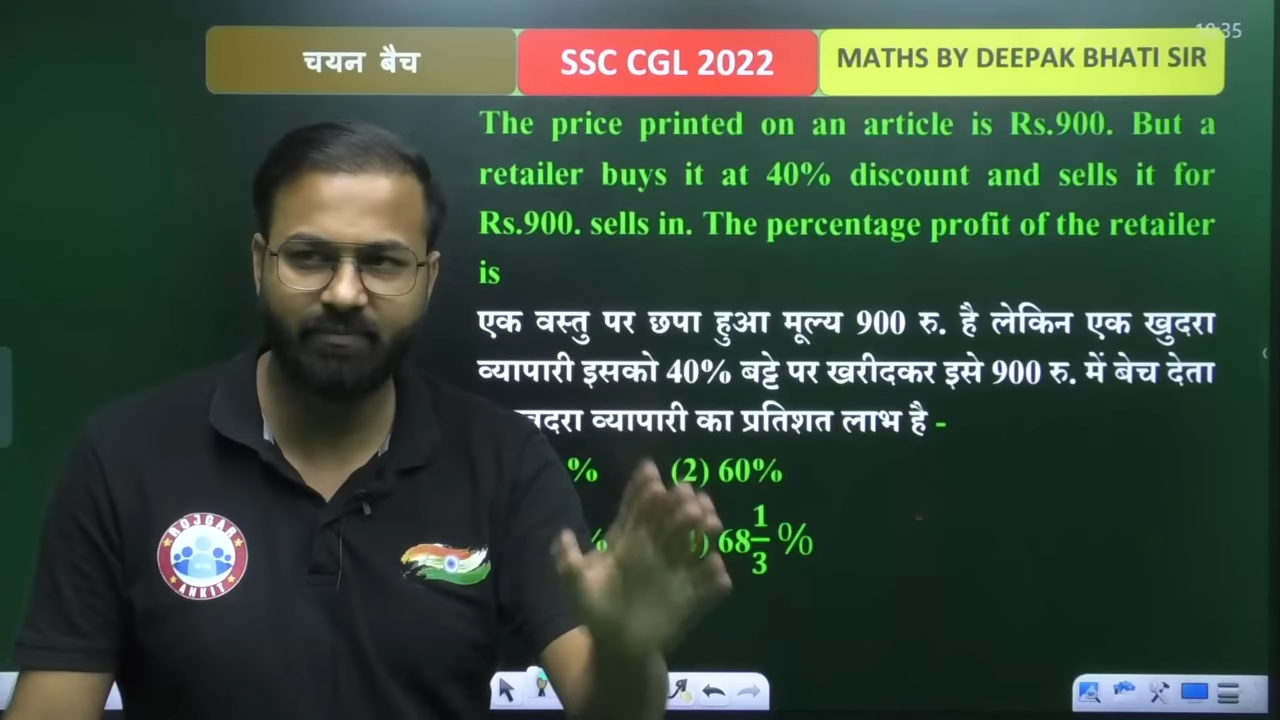 चयन बैच
SSC CGL 2022
MATHS BY DEEPAK BHATI SIR
The price printed on an article is Rs.900. But a
retailer buys it at 40% discount and sells it for
Rs.900. sells in. The percentage profit of the retailer
is
एक वस्तु पर छपा हुआ मूल्य 900 रु. है लेकिन एक खुदरा
व्यापारी इसको 40% बट्टे पर खरीदकर इसे 900 रु. में बेच देता
व्यापारी का प्रतिशत लाभ है -
% (2) 60%
% 68 1/3 %
ROJGAR
ANKIT